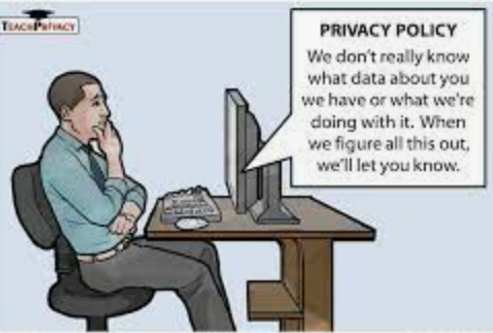 TEACHPRIVACY
PRIVACY POLICY
We don't really know
what data about you
we have or what we're
doing with it. When
we figure all this out,
we'll let you know.